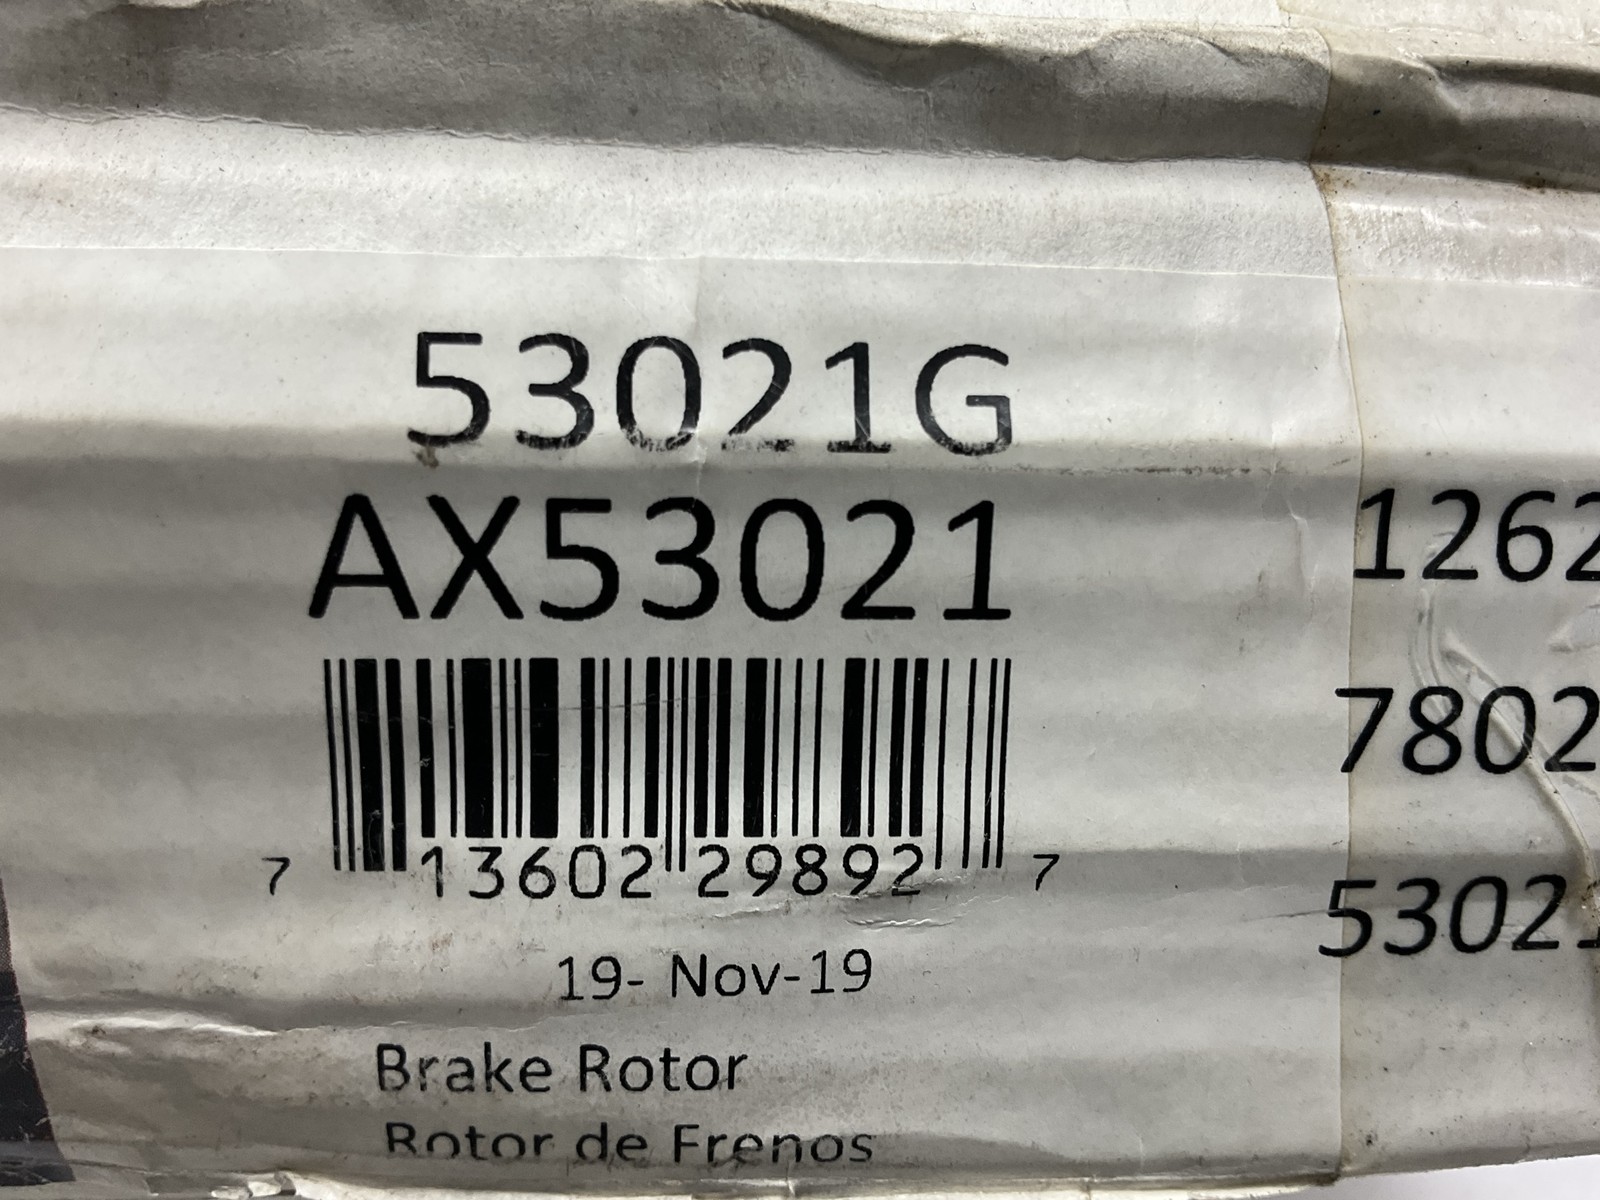 53021G
AX53021
7 13602 29892 7
19- Nov-19
Brake Rotor
Rotor de Frenos
1262
7802
53021